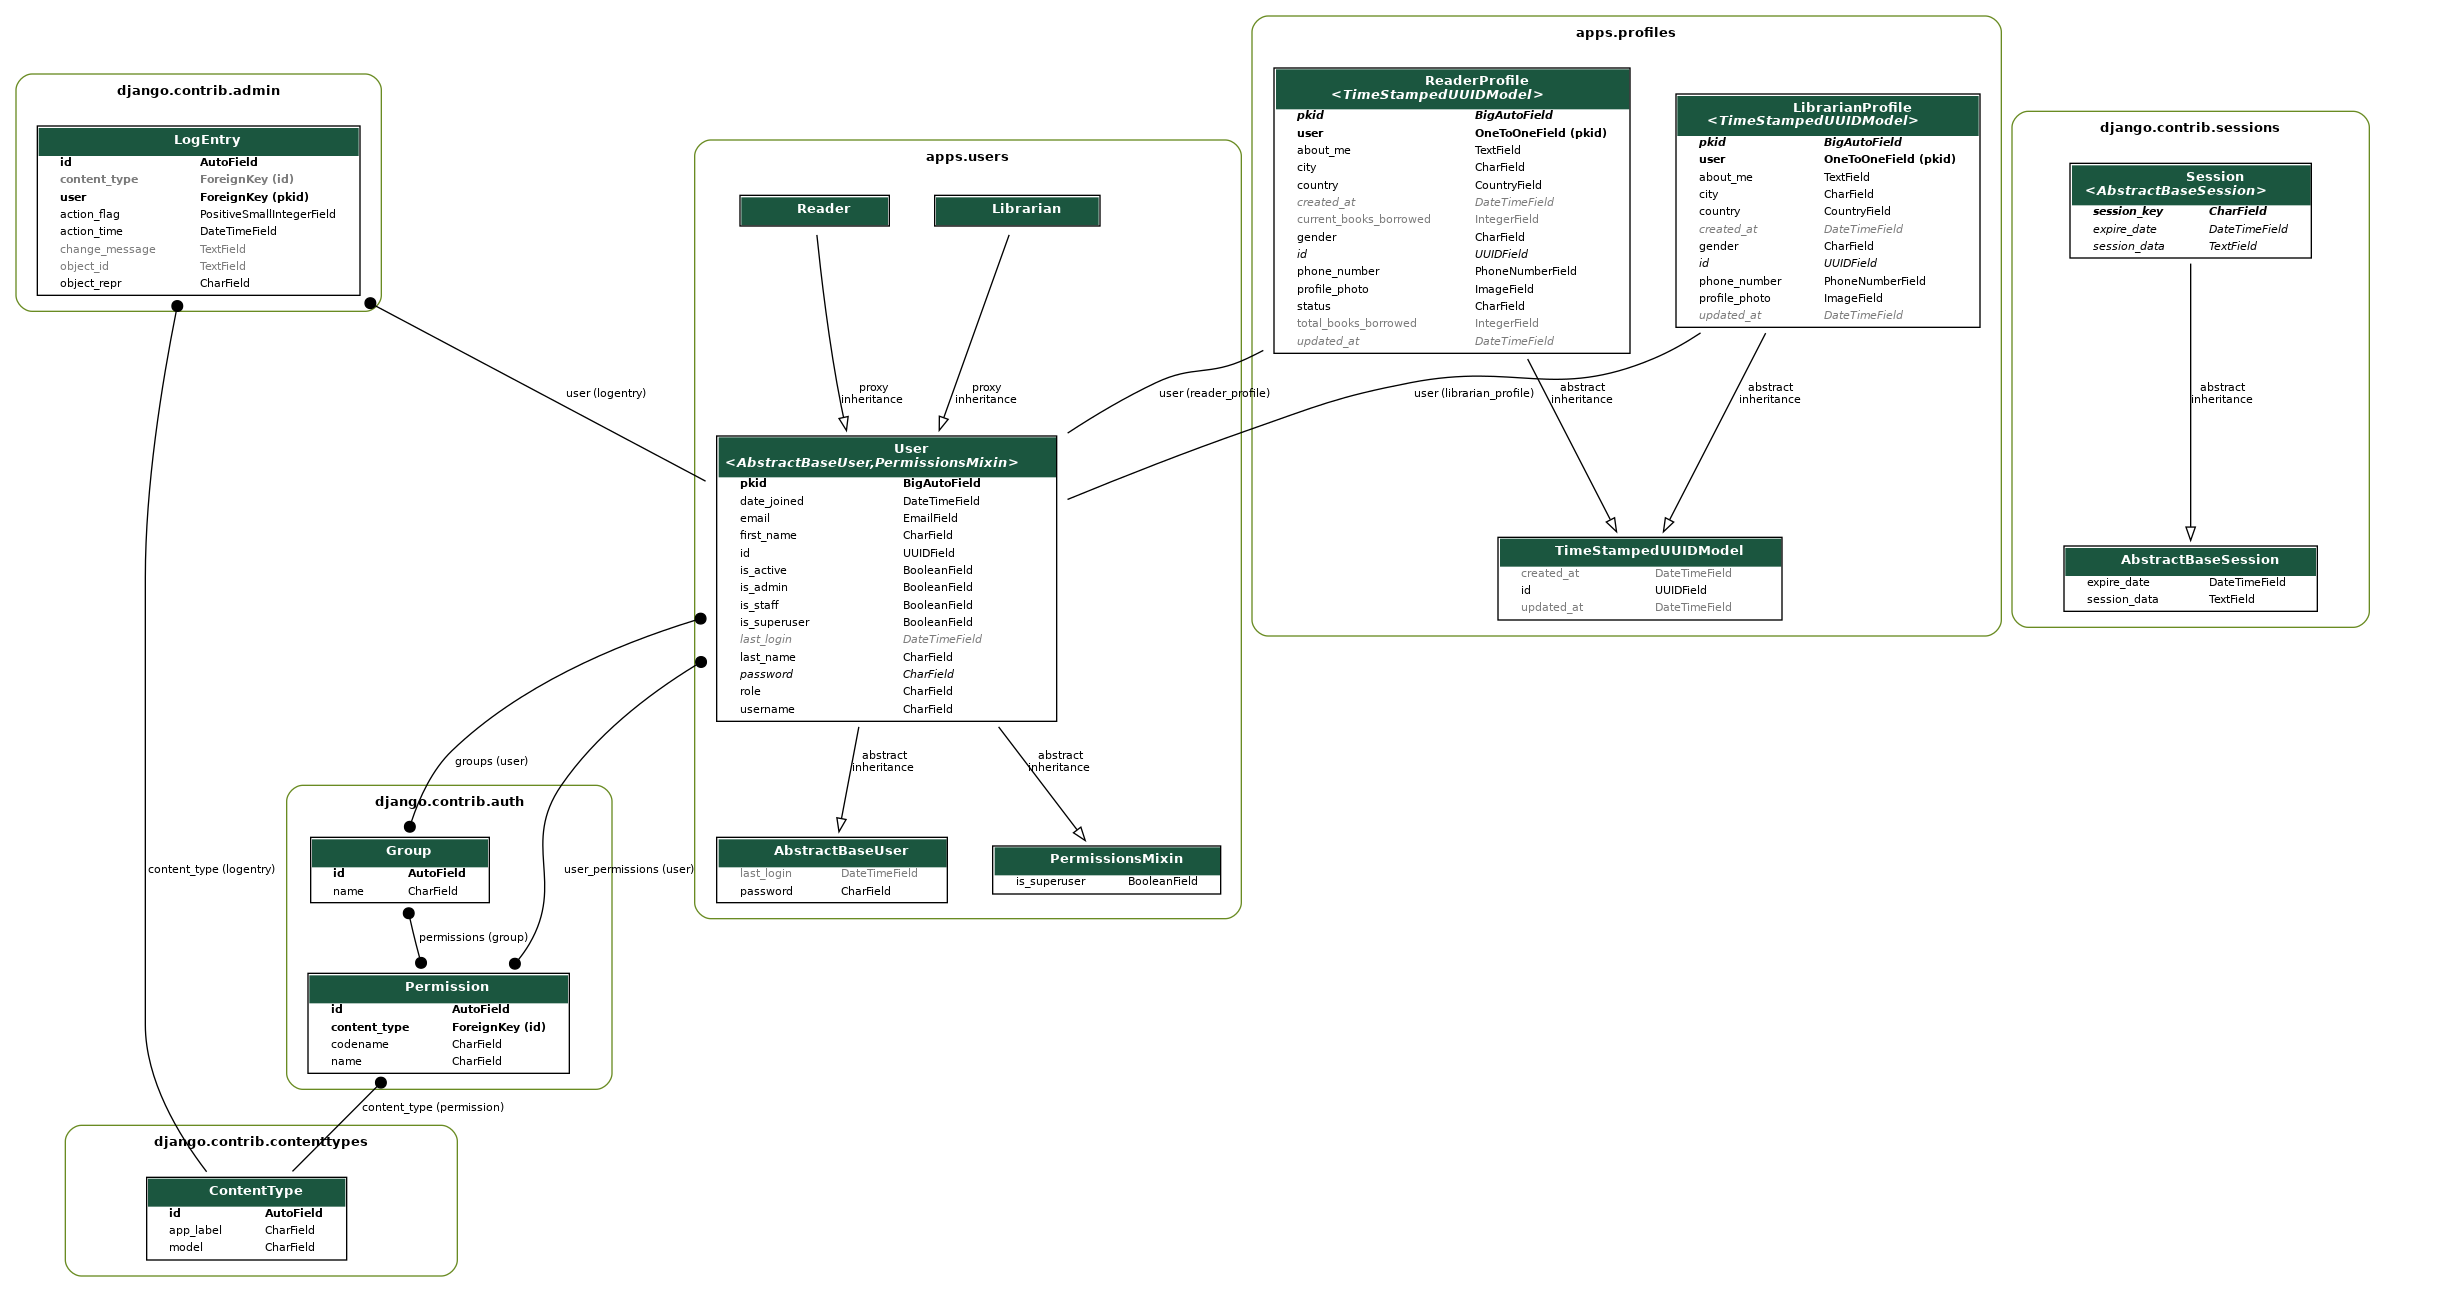 django.contrib.admin
LogEntry
id AutoField
content_type ForeignKey (id)
user ForeignKey (pkid)
action_flag PositiveSmallIntegerField
action_time DateTimeField
change_message TextField
object_id TextField
object_repr CharField
apps.users
Reader
Librarian
proxy
inheritance
proxy
inheritance
user (logentry)
User
<AbstractBaseUser,PermissionsMixin>
pkid BigAutoField
date_joined DateTimeField
email EmailField
first_name CharField
id UUIDField
is_active BooleanField
is_admin BooleanField
is_staff BooleanField
is_superuser BooleanField
last_login DateTimeField
last_name CharField
password CharField
role CharField
username CharField
abstract
inheritance
abstract
inheritance
AbstractBaseUser
last_login DateTimeField
password CharField
PermissionsMixin
is_superuser BooleanField
apps.profiles
ReaderProfile
<TimeStampedUUIDModel>
pkid BigAutoField
user OneToOneField (pkid)
about_me TextField
city CharField
country CountryField
created_at DateTimeField
current_books_borrowed IntegerField
gender CharField
id UUIDField
phone_number PhoneNumberField
profile_photo ImageField
status CharField
total_books_borrowed IntegerField
updated_at DateTimeField
LibrarianProfile
<TimeStampedUUIDModel>
pkid BigAutoField
user OneToOneField (pkid)
about_me TextField
city CharField
country CountryField
created_at DateTimeField
gender CharField
id UUIDField
phone_number PhoneNumberField
profile_photo ImageField
updated_at DateTimeField
user (reader_profile)
user (librarian_profile)
abstract
inheritance
abstract
inheritance
TimeStampedUUIDModel
created_at DateTimeField
id UUIDField
updated_at DateTimeField
django.contrib.sessions
Session
<AbstractBaseSession>
session_key CharField
expire_date DateTimeField
session_data TextField
abstract
inheritance
AbstractBaseSession
expire_date DateTimeField
session_data TextField
groups (user)
django.contrib.auth
Group
id AutoField
name CharField
content_type (logentry)
user_permissions (user)
permissions (group)
Permission
id AutoField
content_type ForeignKey (id)
codename CharField
name CharField
content_type (permission)
django.contrib.contenttypes
ContentType
id AutoField
app_label CharField
model CharField